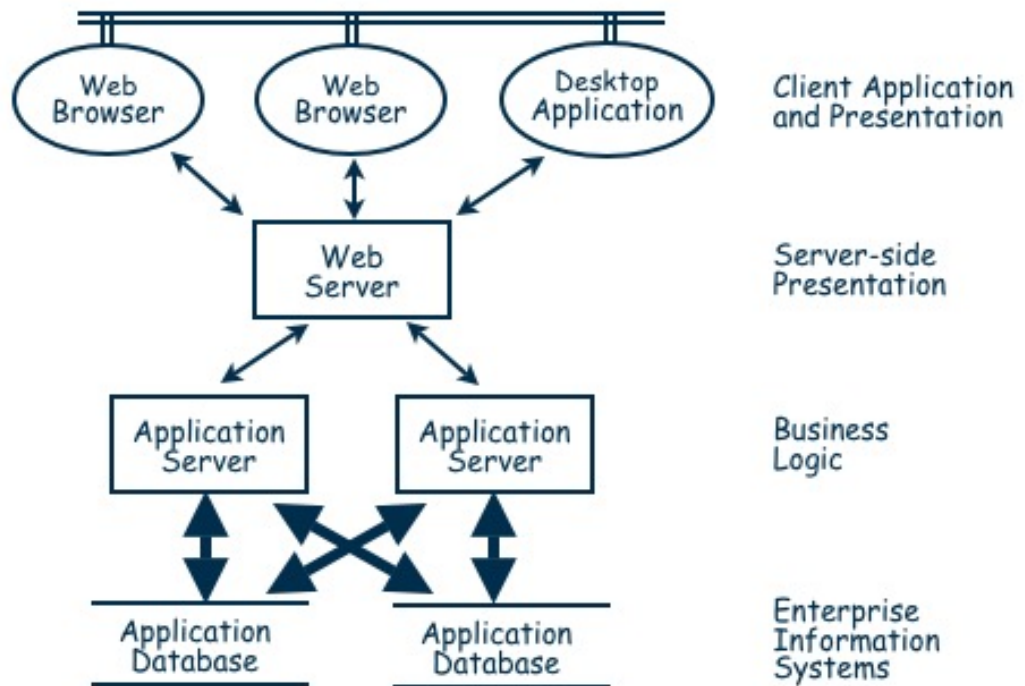 Web
Browser
Web
Browser
Desktop
Application
Client Application
and Presentation
Web
Server
Server-side
Presentation
Application
Server
Application
Server
Business
Logic
Application
Database
Application
Database
Enterprise
Information
Systems